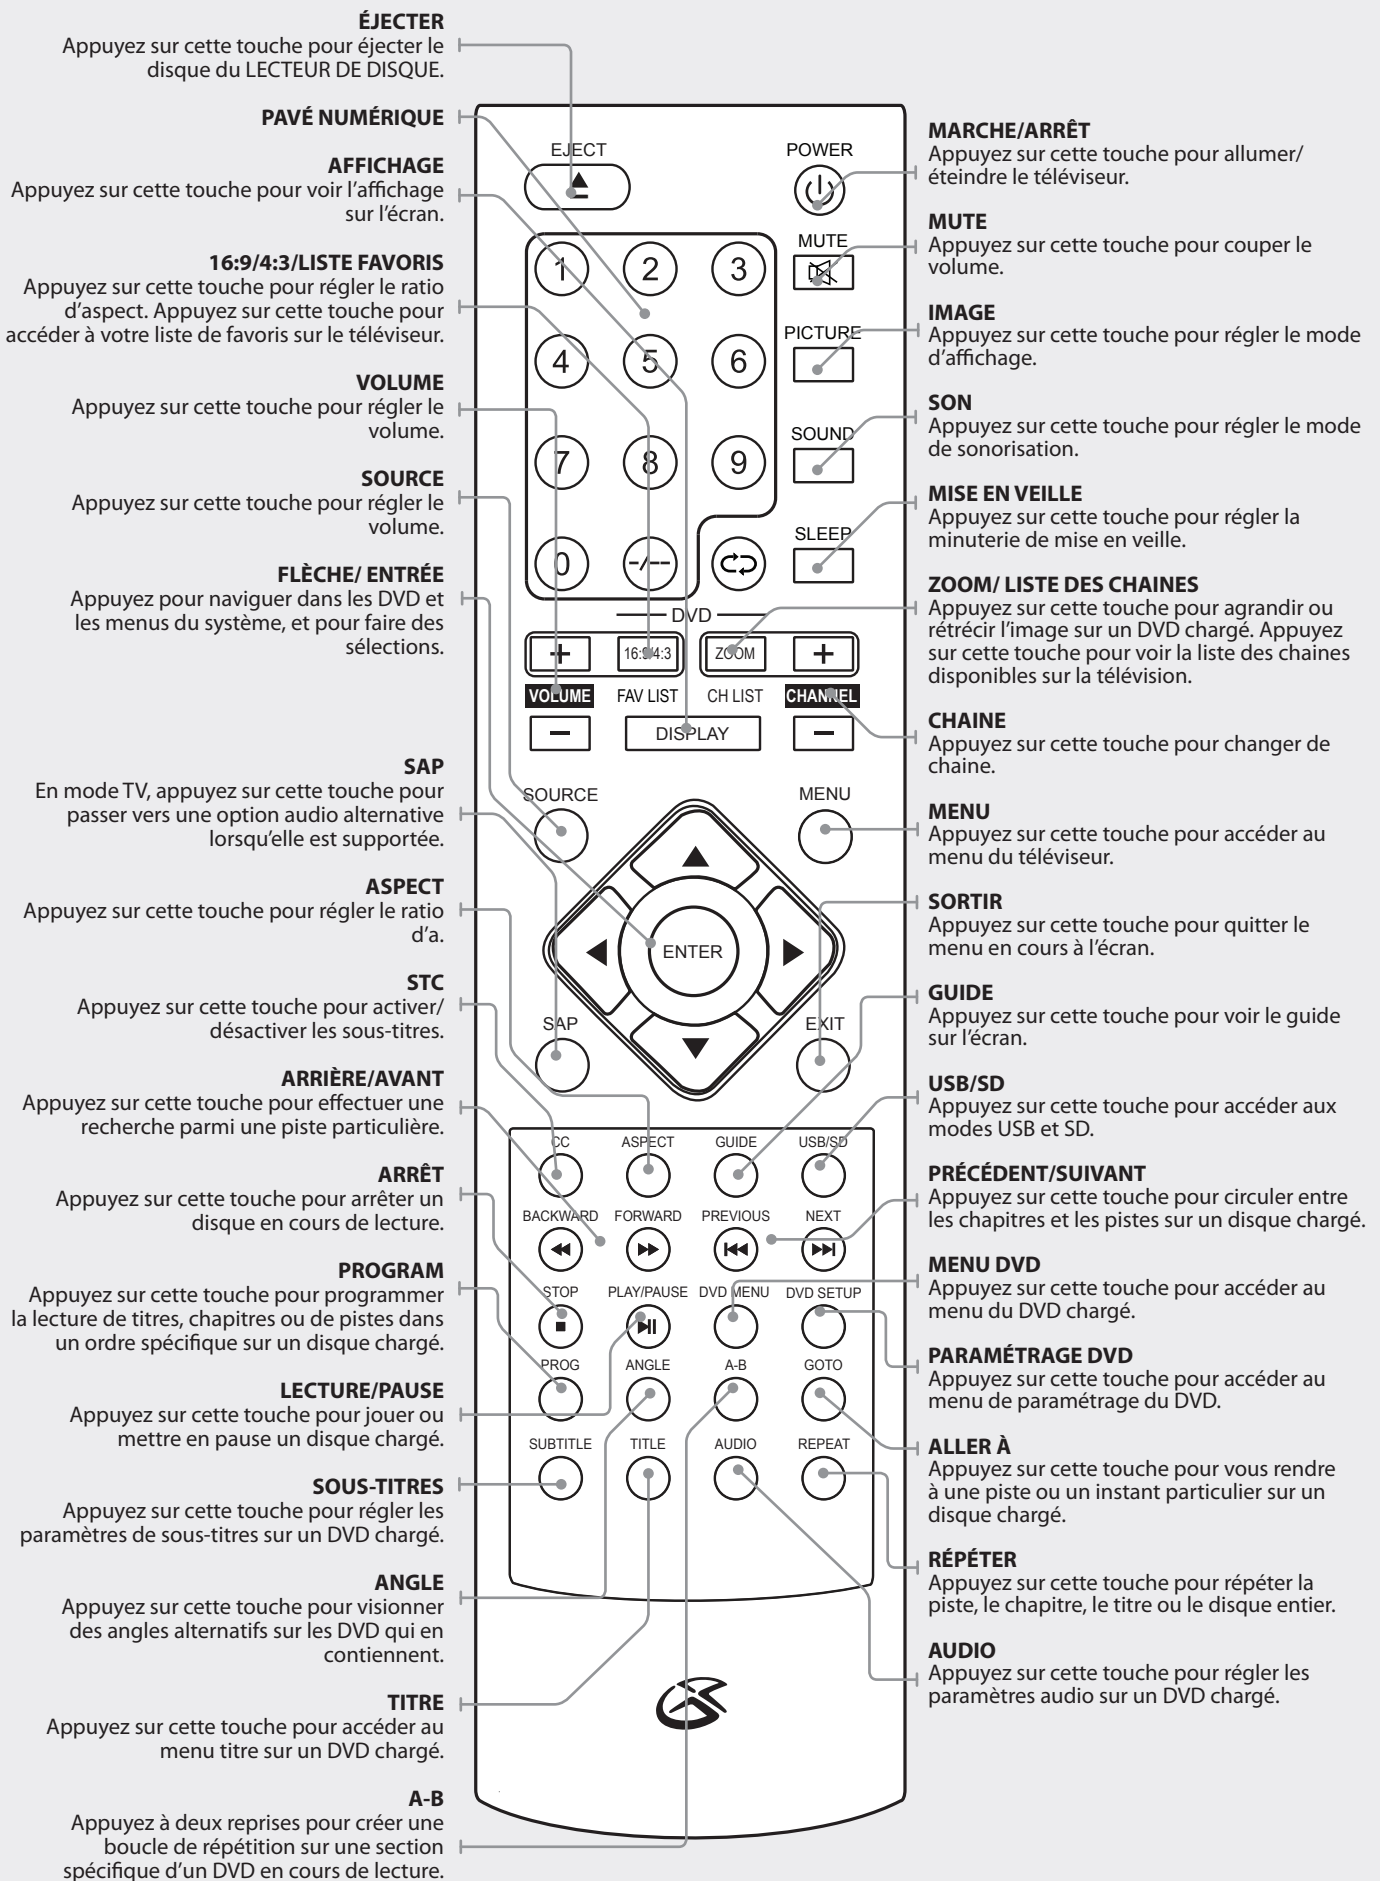 ÉJECTER
Appuyez sur cette touche pour éjecter le
disque du LECTEUR DE DISQUE.
PAVÉ NUMÉRIQUE
AFFICHAGE
Appuyez sur cette touche pour voir l'affichage
sur l'écran.
16:9/4:3/LISTE FAVORIS
Appuyez sur cette touche pour régler le ratio
d'aspect. Appuyez sur cette touche pour
accéder à votre liste de favoris sur le téléviseur.
VOLUME
Appuyez sur cette touche pour régler le
volume.
SOURCE
Appuyez sur cette touche pour régler le
volume.
FLÈCHE/ ENTRÉE
Appuyez pour naviguer dans les DVD et
les menus du système, et pour faire des
sélections.
SAP
En mode TV, appuyez sur cette touche pour
passer vers une option audio alternative
lorsqu'elle est supportée.
ASPECT
Appuyez sur cette touche pour régler le ratio
d'a.
STC
Appuyez sur cette touche pour activer/
désactiver les sous-titres.
ARRIÈRE/AVANT
Appuyez sur cette touche pour effectuer une
recherche parmi une piste particulière.
ARRÊT
Appuyez sur cette touche pour arrêter un
disque en cours de lecture.
PROGRAM
Appuyez sur cette touche pour programmer
la lecture de titres, chapitres ou de pistes dans
un ordre spécifique sur un disque chargé.
LECTURE/PAUSE
Appuyez sur cette touche pour jouer ou
mettre en pause un disque chargé.
SOUS-TITRES
Appuyez sur cette touche pour régler les
paramètres de sous-titres sur un DVD chargé.
ANGLE
Appuyez sur cette touche pour visionner
des angles alternatifs sur les DVD qui en
contiennent.
TITRE
Appuyez sur cette touche pour accéder au
menu titre sur un DVD chargé.
A-B
Appuyez à deux reprises pour créer une
boucle de répétition sur une section
spécifique d'un DVD en cours de lecture.
EJECT POWER
1 2 3 MUTE
4 5 6 PICTURE
7 8 9 SOUND
0 -/-- SLEEP
DVD
+ 16:9/4:3 ZOOM +
VOLUME FAV LIST CH LIST CHANNEL
− DISPLAY −
SOURCE MENU
ENTER
SAP EXIT
CC ASPECT GUIDE USB/SD
BACKWARD FORWARD PREVIOUS NEXT
STOP PLAY/PAUSE DVD MENU DVD SETUP
PROG ANGLE A-B GOTO
SUBTITLE TITLE AUDIO REPEAT
MARCHE/ARRÊT
Appuyez sur cette touche pour allumer/
éteindre le téléviseur.
MUTE
Appuyez sur cette touche pour couper le
volume.
IMAGE
Appuyez sur cette touche pour régler le mode
d'affichage.
SON
Appuyez sur cette touche pour régler le mode
de sonorisation.
MISE EN VEILLE
Appuyez sur cette touche pour régler la
minuterie de mise en veille.
ZOOM/ LISTE DES CHAINES
Appuyez sur cette touche pour agrandir ou
rétrécir l'image sur un DVD chargé. Appuyez
sur cette touche pour voir la liste des chaines
disponibles sur la télévision.
CHAINE
Appuyez sur cette touche pour changer de
chaine.
MENU
Appuyez sur cette touche pour accéder au
menu du téléviseur.
SORTIR
Appuyez sur cette touche pour quitter le
menu en cours à l'écran.
GUIDE
Appuyez sur cette touche pour voir le guide
sur l'écran.
USB/SD
Appuyez sur cette touche pour accéder aux
modes USB et SD.
PRÉCÉDENT/SUIVANT
Appuyez sur cette touche pour circuler entre
les chapitres et les pistes sur un disque chargé.
MENU DVD
Appuyez sur cette touche pour accéder au
menu du DVD chargé.
PARAMÉTRAGE DVD
Appuyez sur cette touche pour accéder au
menu de paramétrage du DVD.
ALLER À
Appuyez sur cette touche pour vous rendre
à une piste ou un instant particulier sur un
disque chargé.
RÉPÉTER
Appuyez sur cette touche pour répéter la
piste, le chapitre, le titre ou le disque entier.
AUDIO
Appuyez sur cette touche pour régler les
paramètres audio sur un DVD chargé.